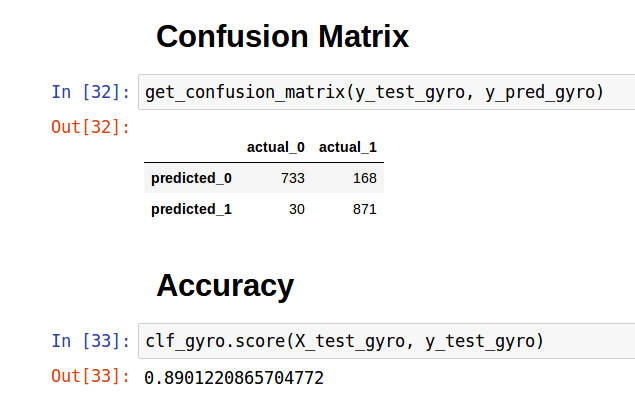 Confusion Matrix
In [32]: get_confusion_matrix(y_test_gyro, y_pred_gyro)
Out[32]:
actual_0 actual_1
predicted_0 733 168
predicted_1 30 871
Accuracy
In [33]: clf_gyro.score(X_test_gyro, y_test_gyro)
Out[33]: 0.8901220865704772